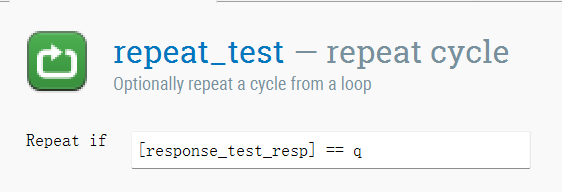 repeat_test — repeat cycle
Optionally repeat a cycle from a loop
Repeat if [response_test_resp] == q